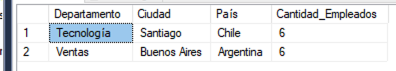 Departamento Ciudad País Cantidad_Empleados
1 Tecnología Santiago Chile 6
2 Ventas Buenos Aires Argentina 6